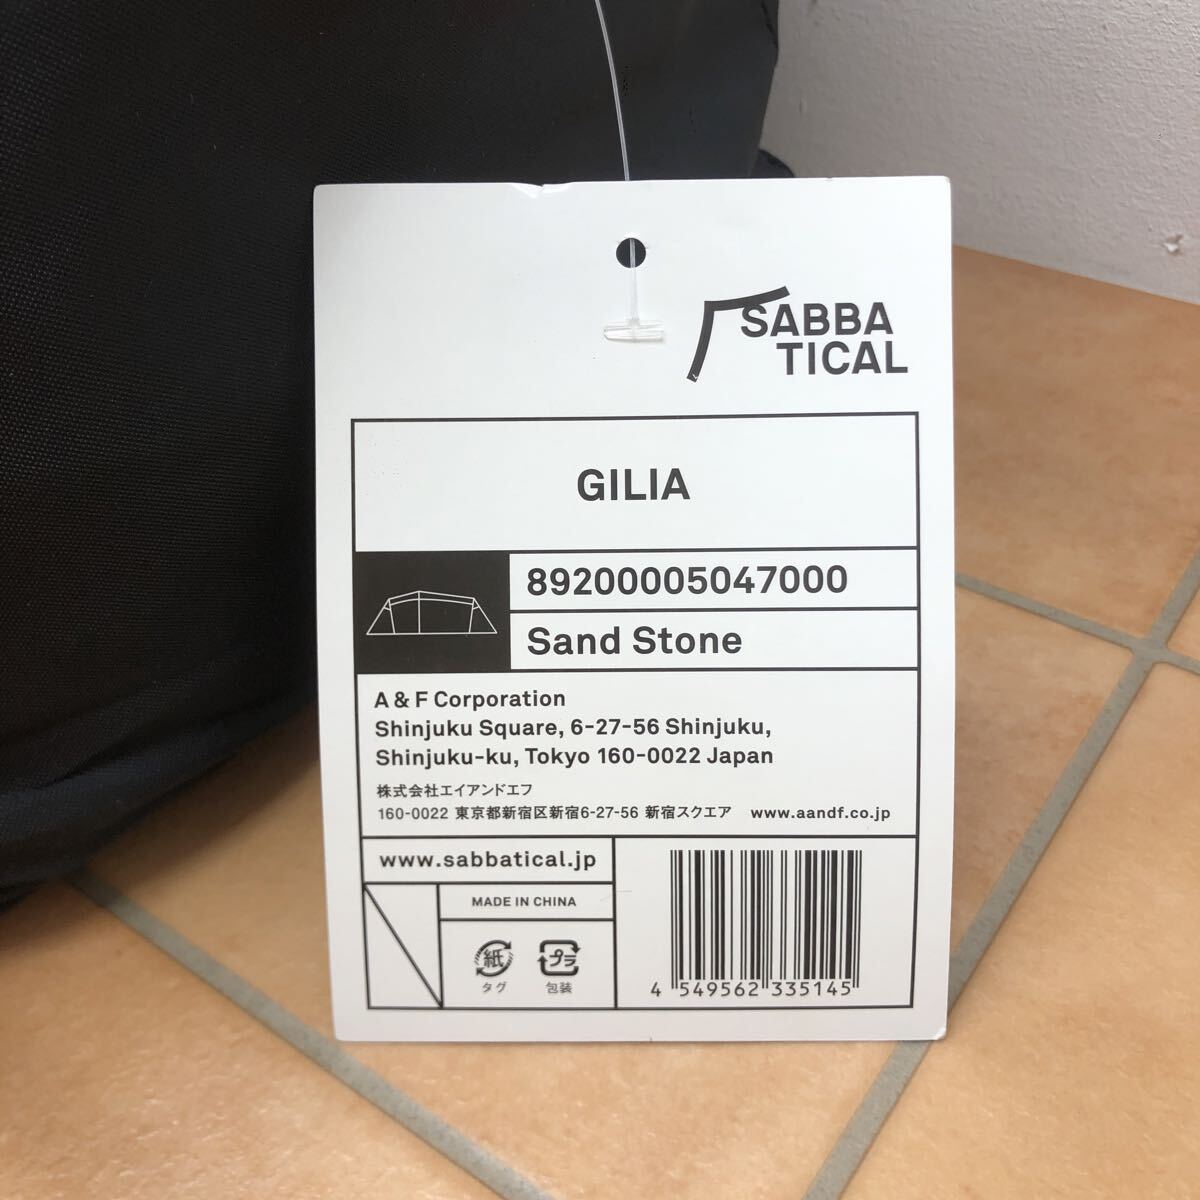 SABBA
TICAL
GILIA
89200005047000
Sand Stone
A & F Corporation
Shinjuku Square, 6-27-56 Shinjuku,
Shinjuku-ku, Tokyo 160-0022 Japan
株式会社エイアンドエフ
160-0022 東京都新宿区新宿6-27-56 新宿スクエア www.aandf.co.jp
www.sabbatical.jp
MADE IN CHINA
紙 プラ
タグ 包装
4 549562 335145